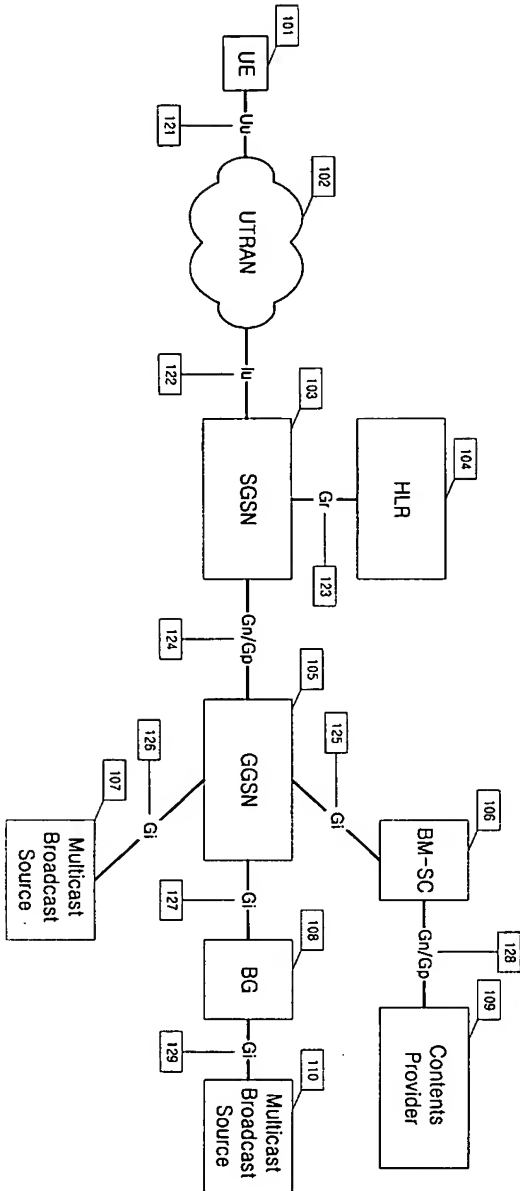 101
UE
Uu
121
102
UTRAN
Iu
122
103
SGSN
104
HLR
Gr
123
Gn/Gp
124
105
GGSN
125
Gi
106
BM-SC
Gn/Gp
128
109
Contents
Provider
126
Gi
107
Multicast
Broadcast
Source
Gi
127
108
BG
Gi
129
110
Multicast
Broadcast
Source